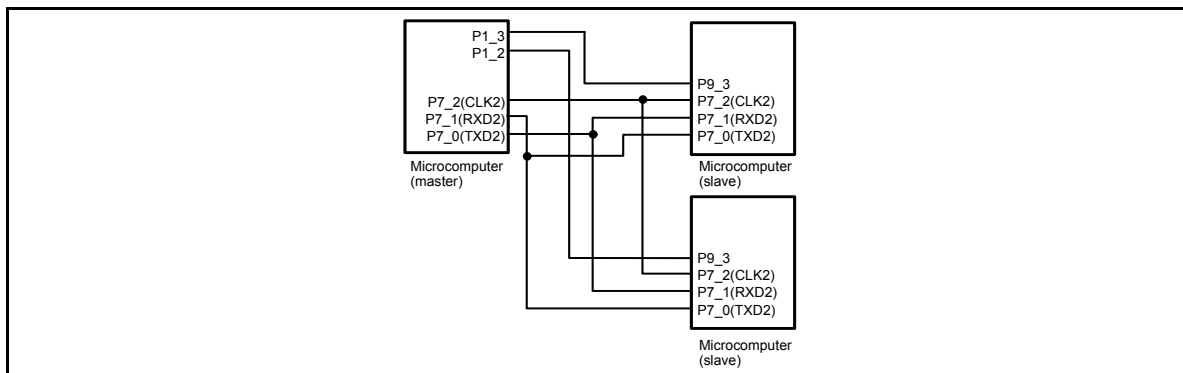 P1_3
P1_2
P7_2(CLK2)
P7_1(RXD2)
P7_0(TXD2)
Microcomputer
(master)
P9_3
P7_2(CLK2)
P7_1(RXD2)
P7_0(TXD2)
Microcomputer
(slave)
P9_3
P7_2(CLK2)
P7_1(RXD2)
P7_0(TXD2)
Microcomputer
(slave)